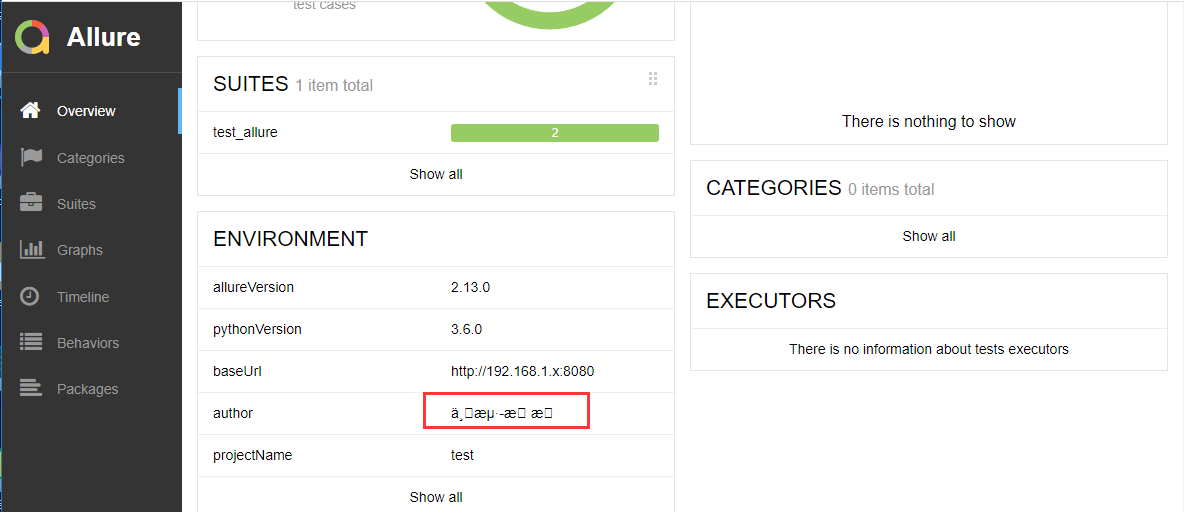 Allure
Overview
Categories
Suites
Graphs
Timeline
Behaviors
Packages
test cases
SUITES 1 item total
test_allure 2
Show all
ENVIRONMENT
allureVersion 2.13.0
pythonVersion 3.6.0
baseUrl http://192.168.1.x:8080
author
projectName test
Show all
There is nothing to show
CATEGORIES 0 items total
Show all
EXECUTORS
There is no information about tests executors